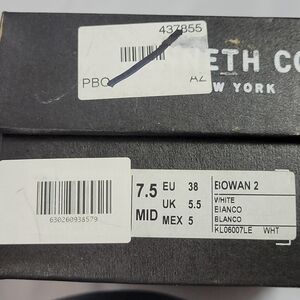 437855
PBO
AZ
ETH CO
EW YORK
630260938579
7.5 MID
EU 38
UK 5.5
MEX 5
BIOWAN 2
WHITE
BIANCO
BLANCO
KL06007LE WHT